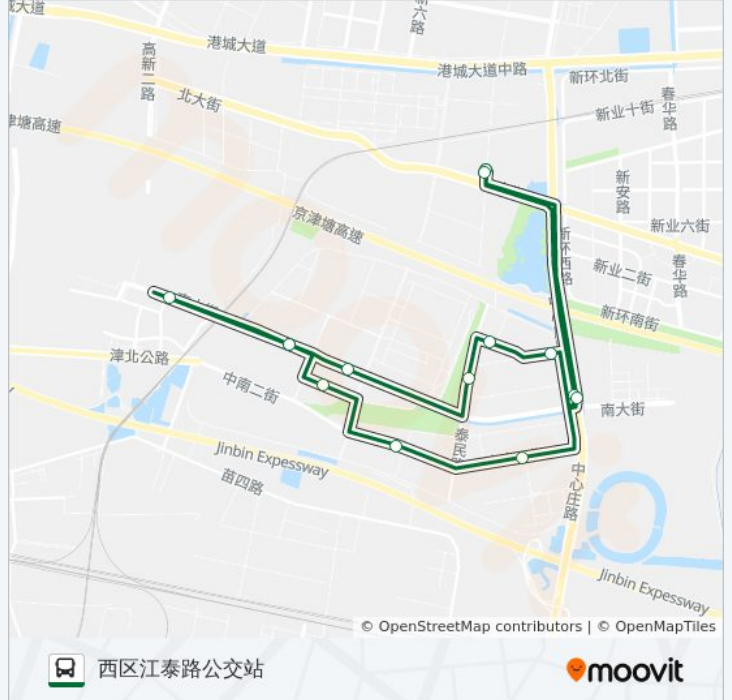 大道
新六路
港城大道
高新二路
港城大道中路
新环北街
北大街
春华路
新业十街
津塘高速
新安路
京津塘高速
新业六街
新环西路
春华路
新业二街
新环南街
津北公路
中南二街
南大街
泰民
Jinbin Expessway
苗四路
中心庄路
Jinbin Expessway
© OpenStreetMap contributors | © OpenMapTiles
西区江泰路公交站
moovit